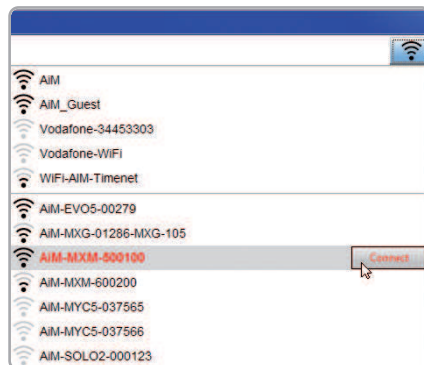 AiM
AiM_Guest
Vodafone-34453303
Vodafone-WiFi
WiFi-AIM-Timenet
AiM-EVO5-00279
AiM-MXG-01286-MXG-105
AiM-MXM-500100 Connect
AiM-MXM-600200
AiM-MYC5-037565
AiM-MYC5-037566
AiM-SOLO2-000123